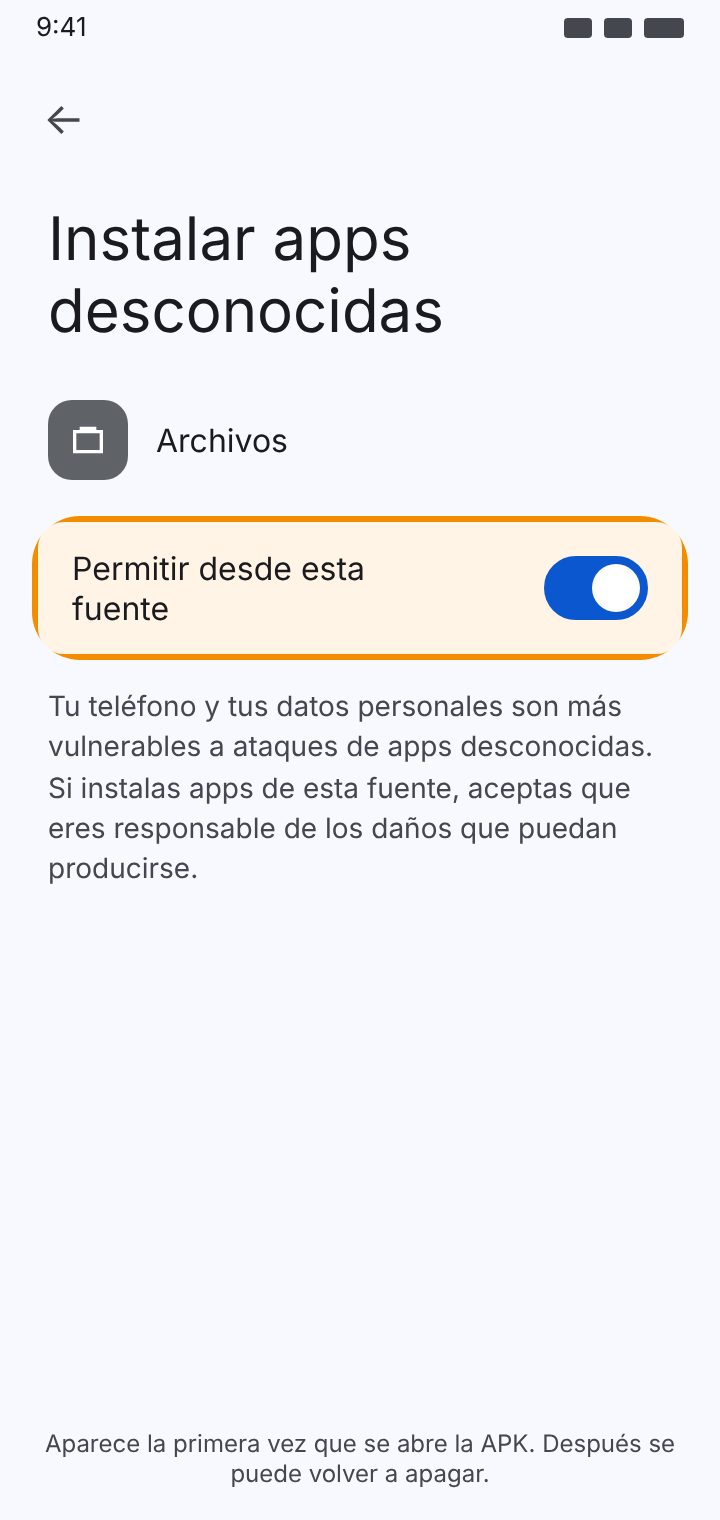 9:41
Instalar apps
desconocidas
Archivos
Permitir desde esta
fuente
Tu teléfono y tus datos personales son más
vulnerables a ataques de apps desconocidas.
Si instalas apps de esta fuente, aceptas que
eres responsable de los daños que puedan
producirse.
Aparece la primera vez que se abre la APK. Después se
puede volver a apagar.